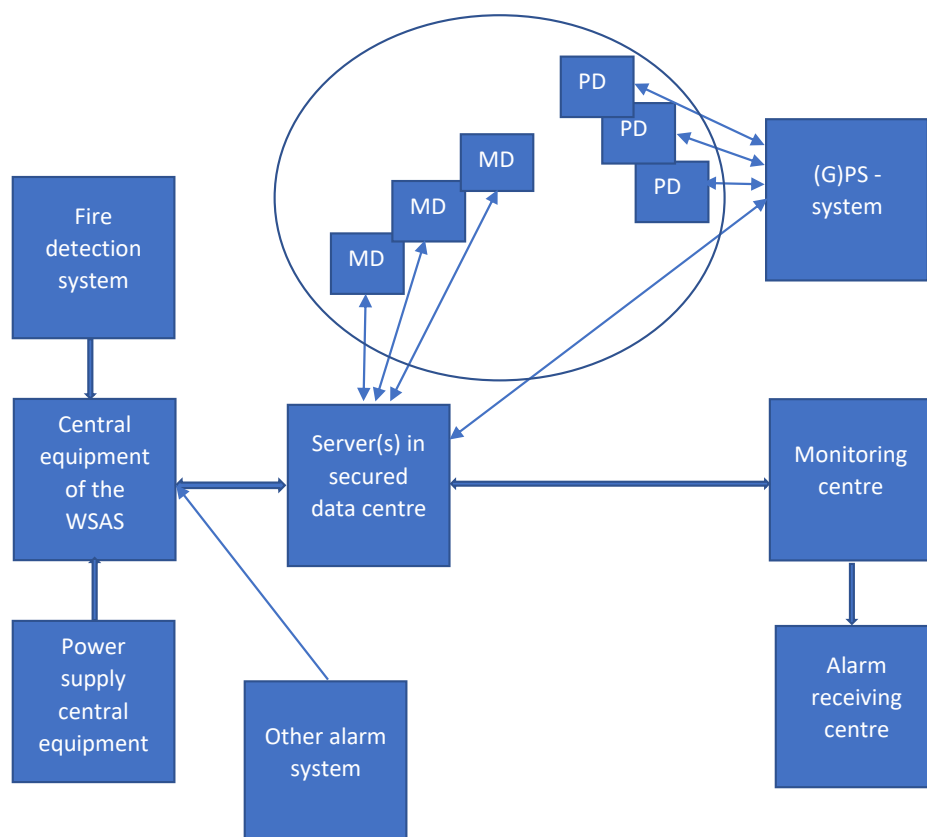 PD
PD
PD
MD
MD
MD
(G)PS -
system
Fire
detection
system
Central
equipment
of the
WSAS
Server(s) in
secured
data centre
Monitoring
centre
Power
supply
central
equipment
Other alarm
system
Alarm
receiving
centre